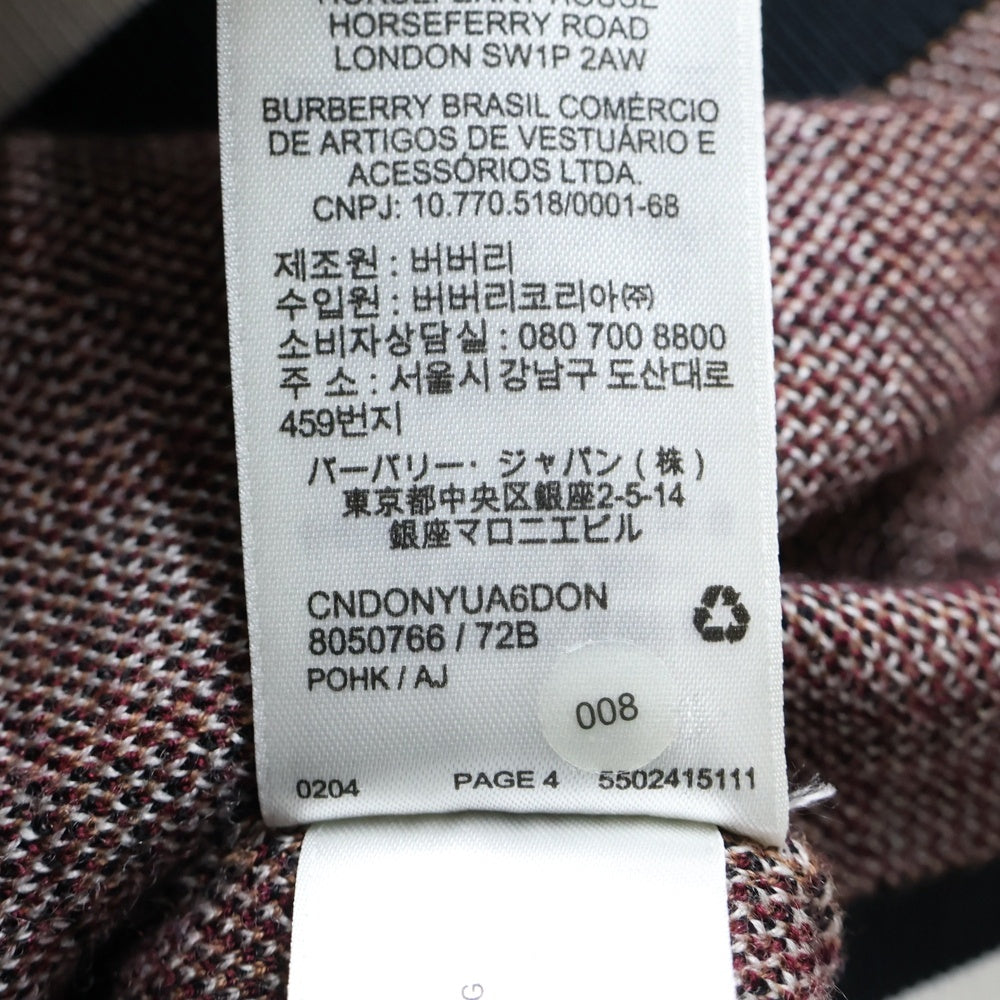 HORSEFERRY HOUSE
HORSEFERRY ROAD
LONDON SW1P 2AW
BURBERRY BRASIL COMÉRCIO
DE ARTIGOS DE VESTUÁRIO E
ACESSÓRIOS LTDA.
CNPJ: 10.770.518/0001-68
제조원 : 버버리
수입원 : 버버리코리아㈜
소비자상담실 : 080 700 8800
주 소 : 서울시 강남구 도산대로
459번지
バーバリー・ジャパン(株)
東京都中央区銀座2-5-14
銀座マロニエビル
CNDONYUA6DON
8050766 / 72B
POHK / AJ
008
0204 PAGE 4 5502415111
G